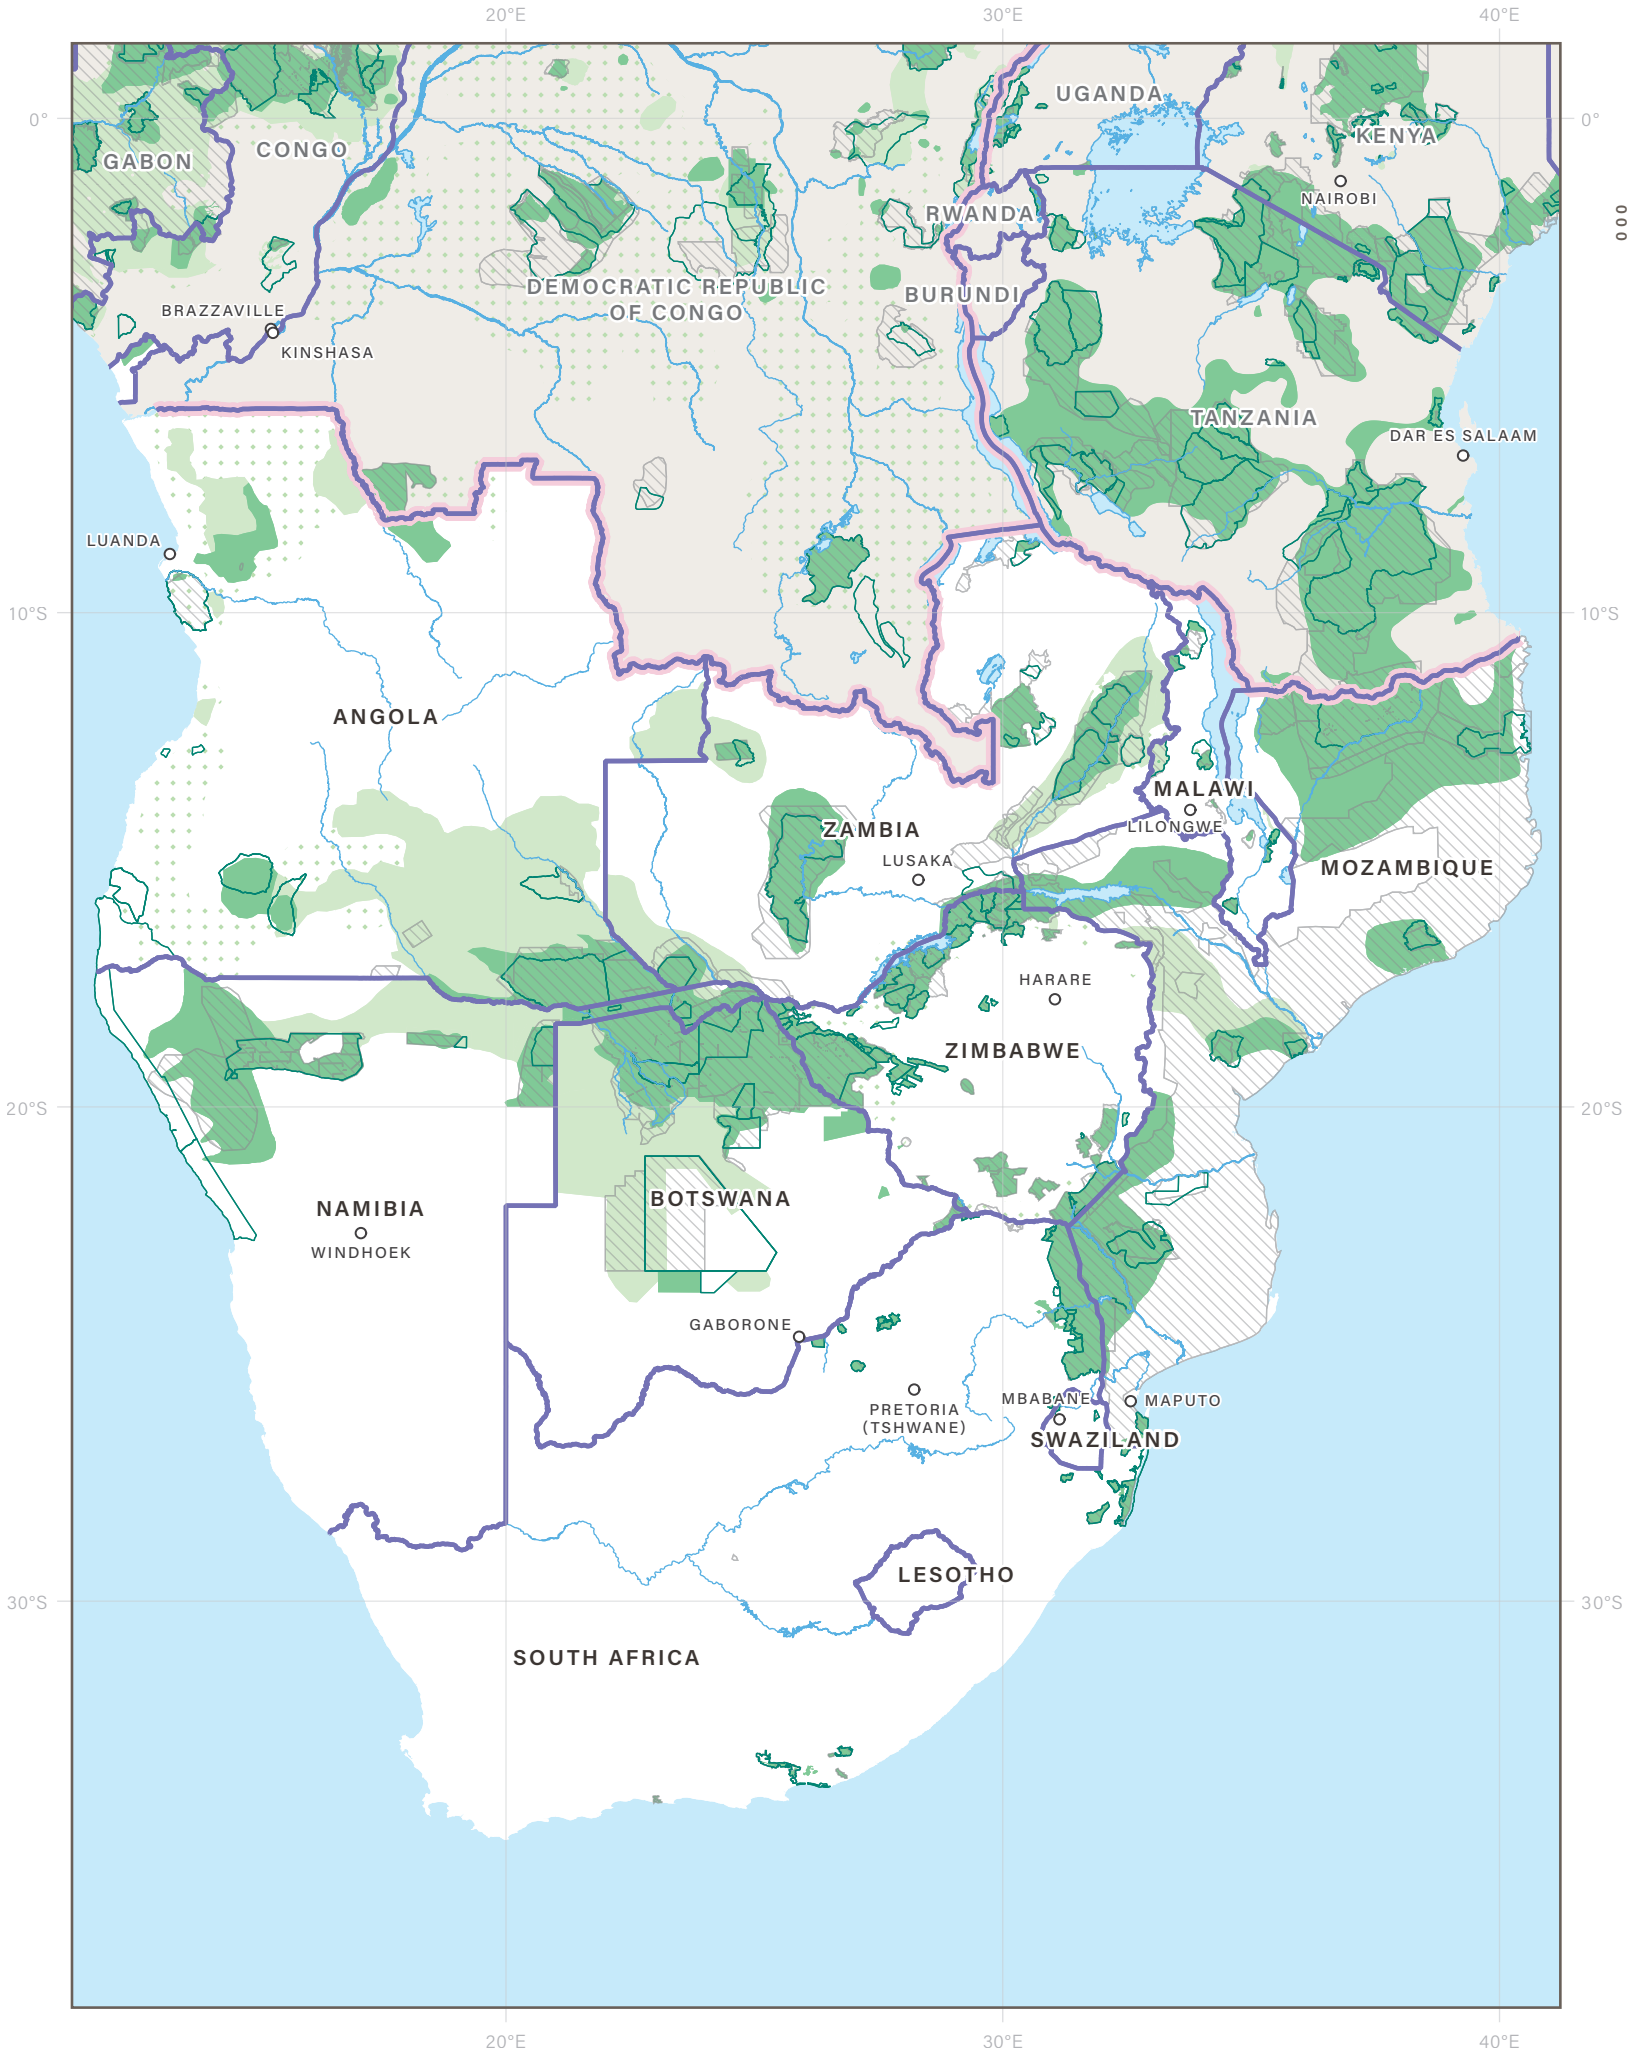 20°E 30°E 40°E
UGANDA
0° 0°
KENYA
CONGO
GABON
NAIROBI
RWANDA
000
DEMOCRATIC REPUBLIC
OF CONGO
BURUNDI
BRAZZAVILLE
KINSHASA
TANZANIA
DAR ES SALAAM
LUANDA
10°S 10°S
ANGOLA
MALAWI
LILONGWE
ZAMBIA
LUSAKA
MOZAMBIQUE
HARARE
ZIMBABWE
20°S 20°S
BOTSWANA
NAMIBIA
WINDHOEK
GABORONE
MBABANE
MAPUTO
PRETORIA
(TSHWANE)
SWAZILAND
LESOTHO
30°S 30°S
SOUTH AFRICA
20°E 30°E 40°E